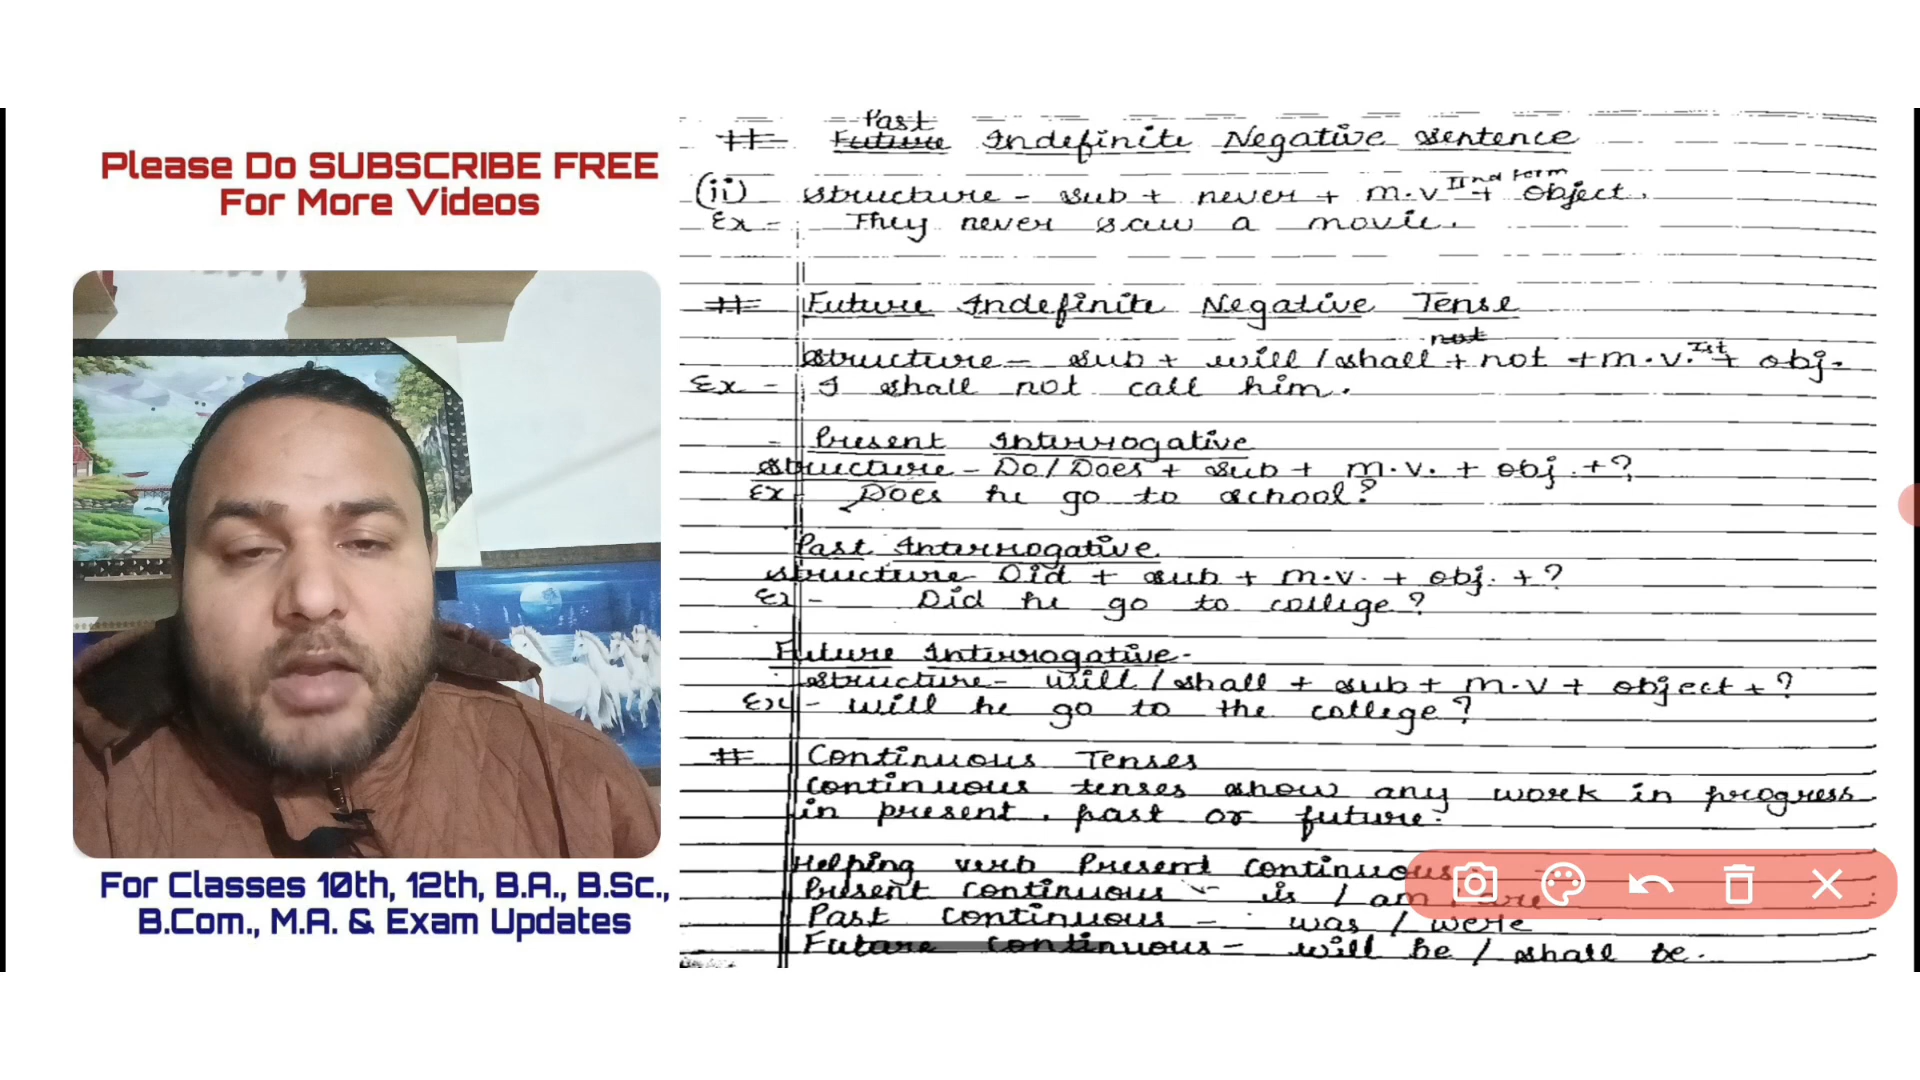 Please Do SUBSCRIBE FREE
For More Videos
For Classes 10th, 12th, B.A., B.Sc.,
B.Com., M.A. & Exam Updates
Past
# Future Indefinite Negative Sentence
(ii) Structure - Sub + never + m.v IInd form + object.
Ex - They never saw a movie.
# Future Indefinite Negative Tense
Structure - Sub + will / shall + not + m.v. Ist + obj.
Ex - I shall not call him.
- Present Interrogative
Structure - Do / Does + Sub + m.v. + obj. + ?
Ex - Does he go to school?
Past Interrogative
Structure - Did + sub + m.v. + obj. + ?
Ex - Did he go to college?
Future Interrogative -
Structure - will / shall + sub + m.v + object + ?
Ex - will he go to the college?
# Continuous Tenses
Continuous tenses show any work in progress
in present, past or future.
Helping verb Present continuous
Present continuous - is / am / are
Past continuous - was / were
Future continuous - will be / shall be.